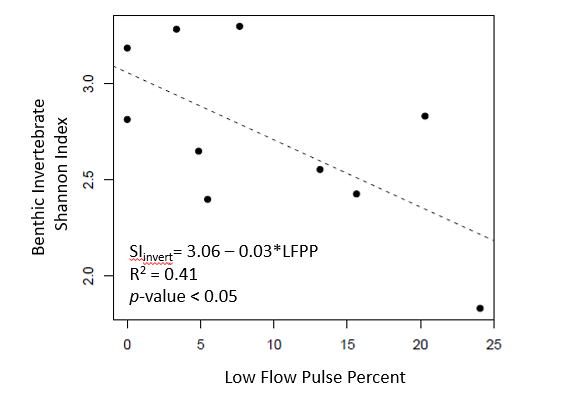 Benthic Invertebrate
Shannon Index
3.0
2.5
2.0
SIinvert= 3.06 – 0.03*LFPP
R² = 0.41
p-value < 0.05
0 5 10 15 20 25
Low Flow Pulse Percent